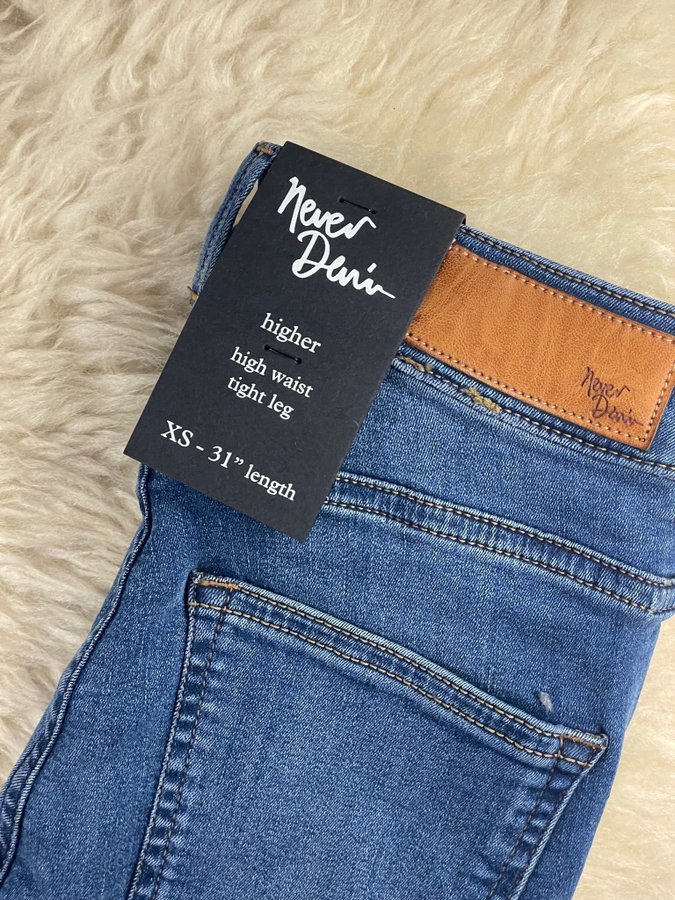 Never
Denim
higher
high waist
tight leg
XS - 31” length
Never
Denim